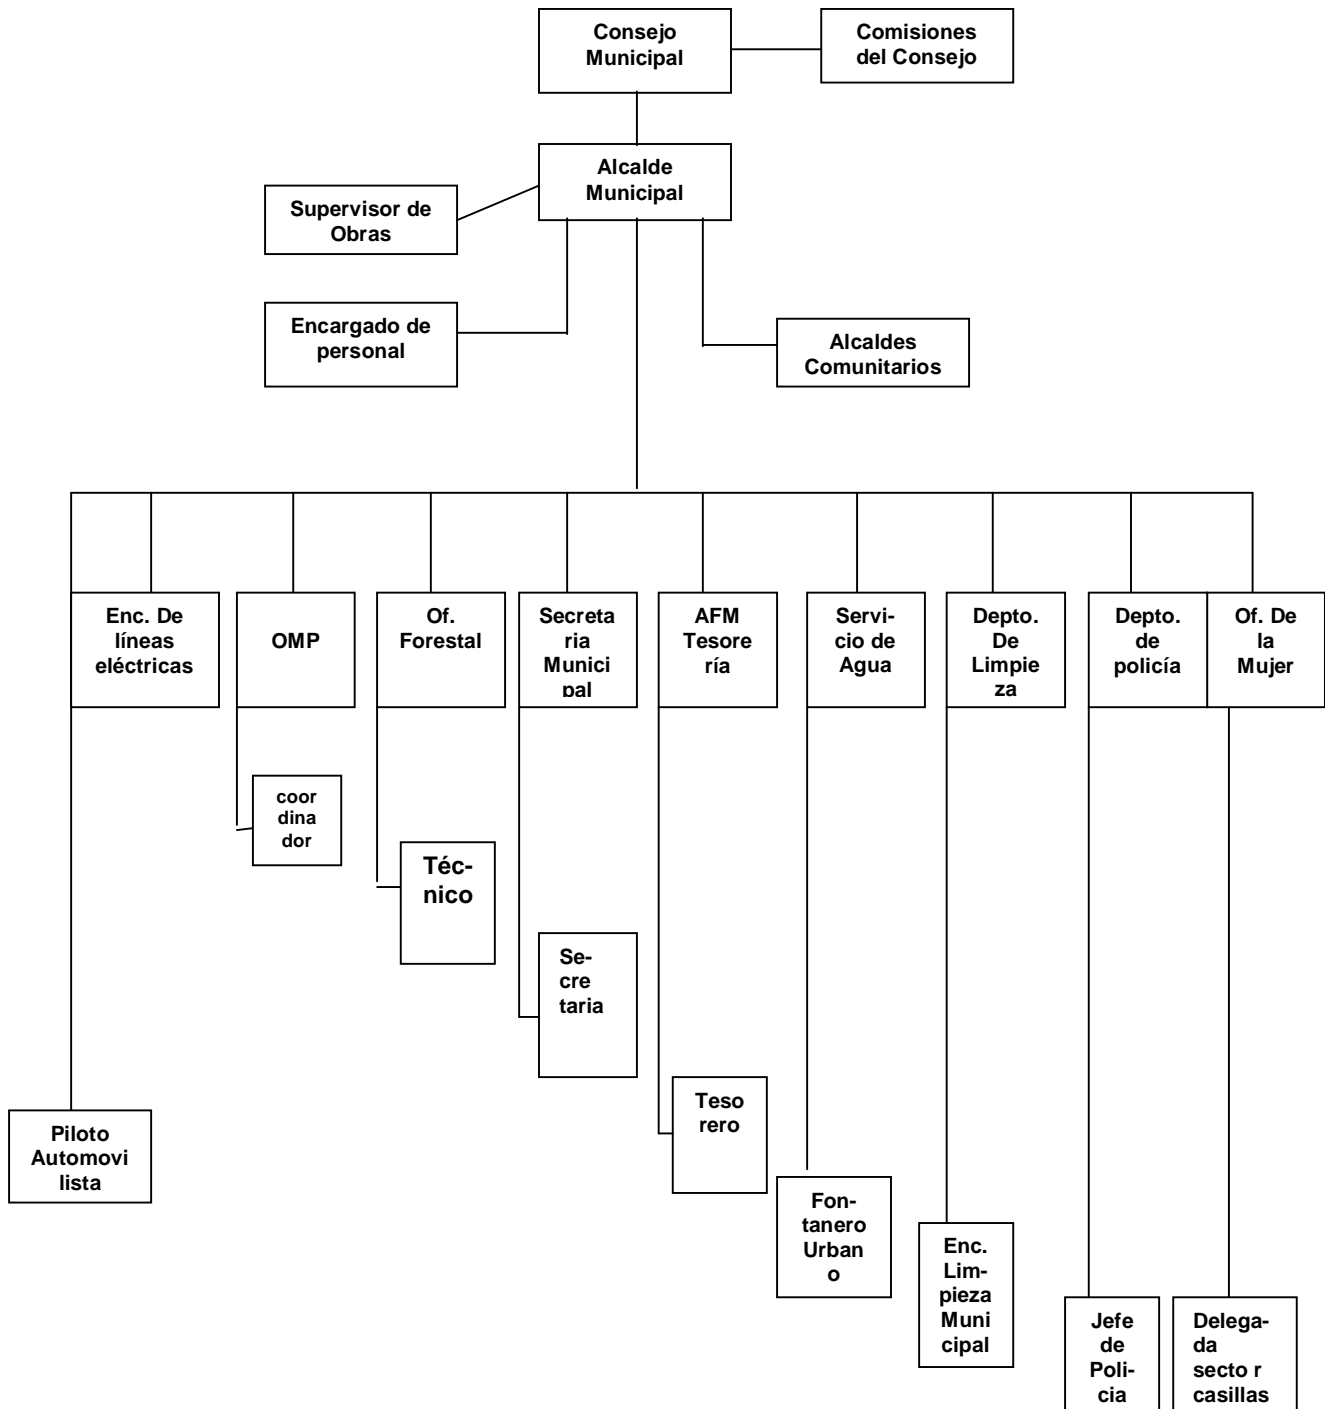 Consejo
Municipal
Comisiones
del Consejo
Alcalde
Municipal
Supervisor de
Obras
Encargado de
personal
Alcaldes
Comunitarios
Enc. De
líneas
eléctricas
OMP
Of.
Forestal
Secreta
ria
Munici
pal
AFM
Tesore
ría
Servi-
cio de
Agua
Depto.
De
Limpie
za
Depto.
de
policía
Of. De
la
Mujer
coor
dina
dor
Téc-
nico
Se-
cre
taria
Teso
rero
Piloto
Automovi
lista
Fon-
tanero
Urban
o
Enc.
Lim-
pieza
Muni
cipal
Jefe
de
Poli-
cia
Delega-
da
secto r
casillas